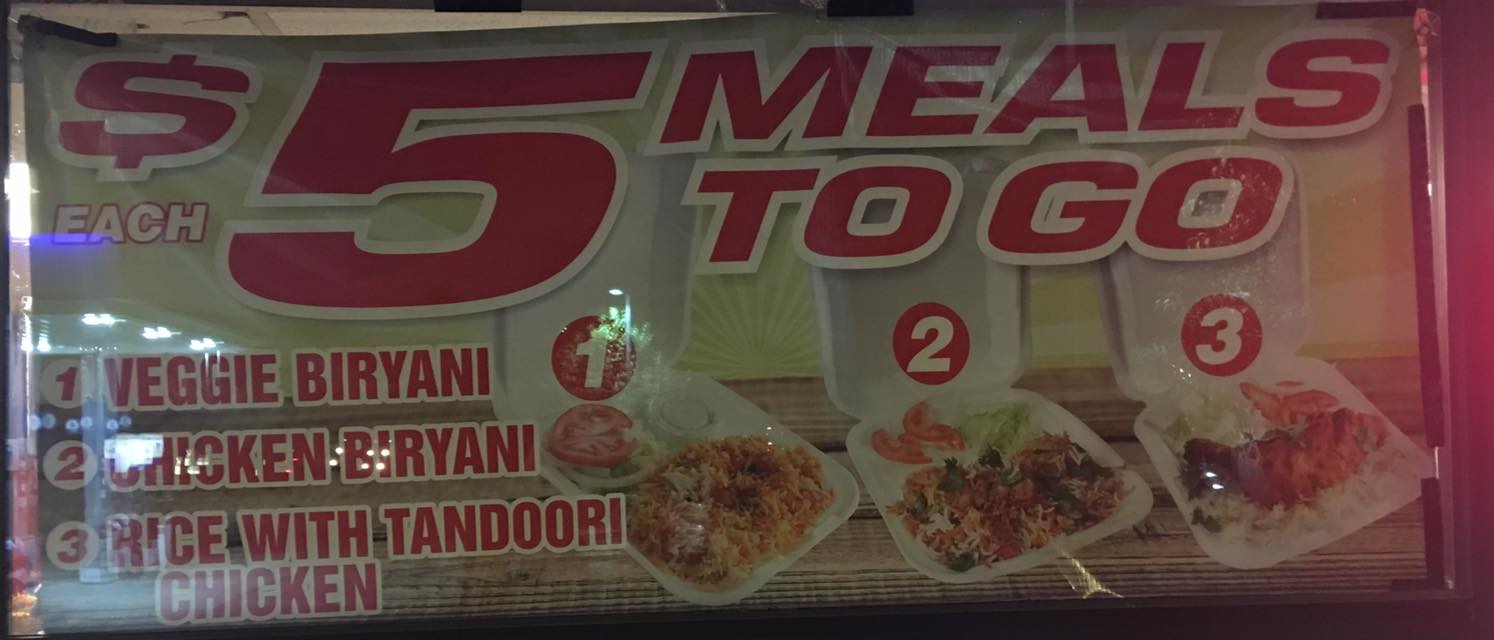 $5 MEALS
EACH TO GO
1 2 3
1 VEGGIE BIRYANI
2 CHICKEN BIRYANI
3 RICE WITH TANDOORI
CHICKEN